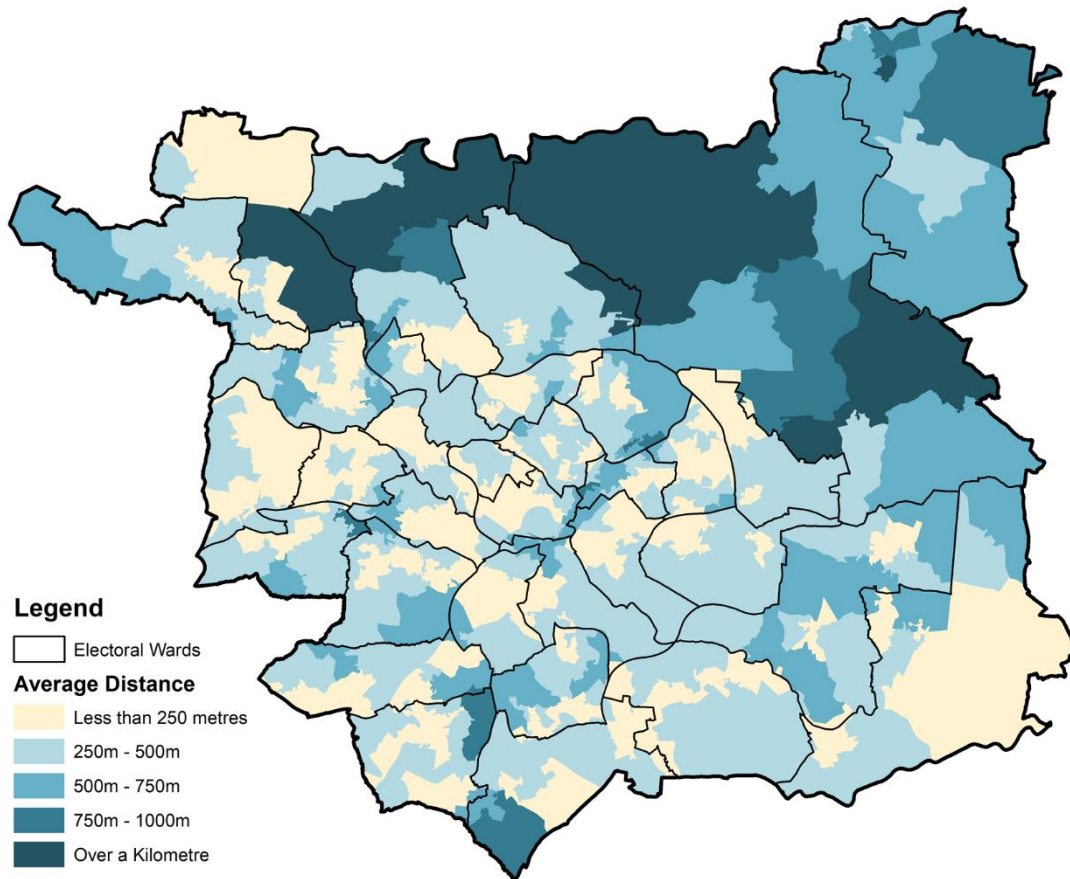 Legend
Electoral Wards
Average Distance
Less than 250 metres
250m - 500m
500m - 750m
750m - 1000m
Over a Kilometre